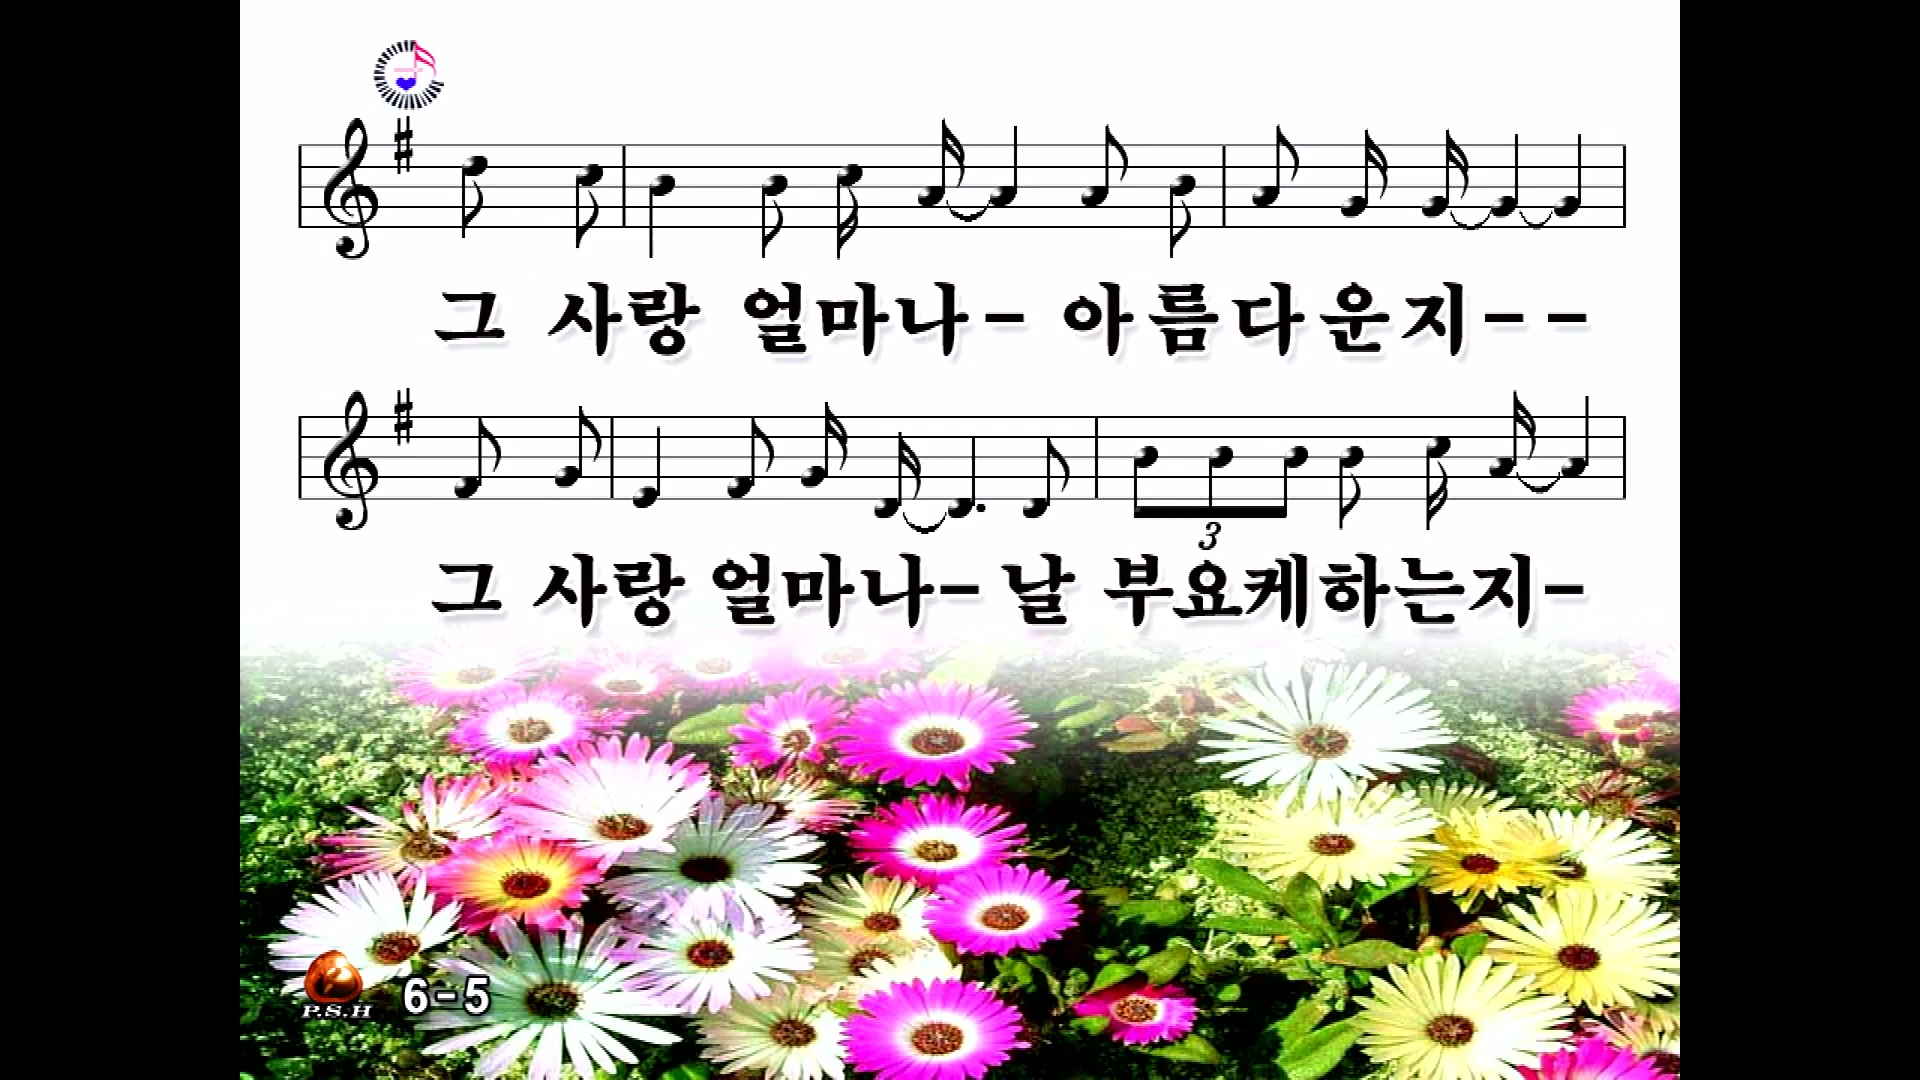 그 사랑 얼마나- 아름다운지--
3
그 사랑 얼마나- 날 부요케하는지-
P.S.H 6-5